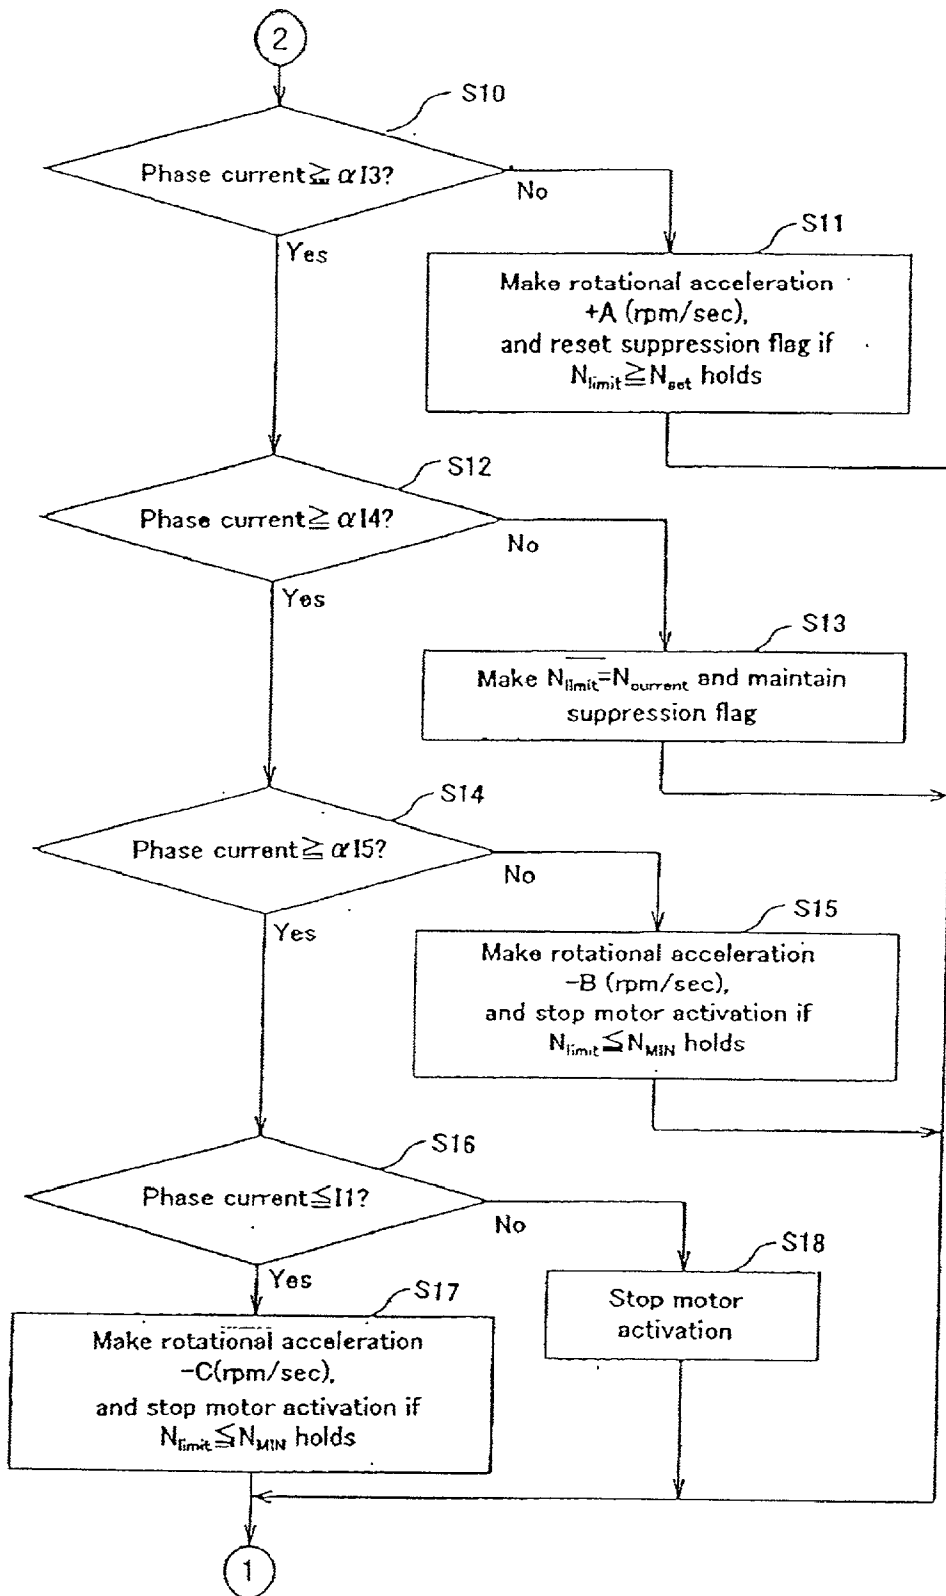 2
S10
Phase current≧αI3?
No
Yes
S11
Make rotational acceleration
+A (rpm/sec),
and reset suppression flag if
Nlimit≧Nset holds
S12
Phase current≧αI4?
No
Yes
S13
Make Nlimit=Ncurrent and maintain
suppression flag
S14
Phase current≧αI5?
No
Yes
S15
Make rotational acceleration
-B (rpm/sec),
and stop motor activation if
Nlimit≦NMIN holds
S16
Phase current≦I1?
No
Yes
S18
Stop motor
activation
S17
Make rotational acceleration
-C(rpm/sec),
and stop motor activation if
Nlimit≦NMIN holds
1